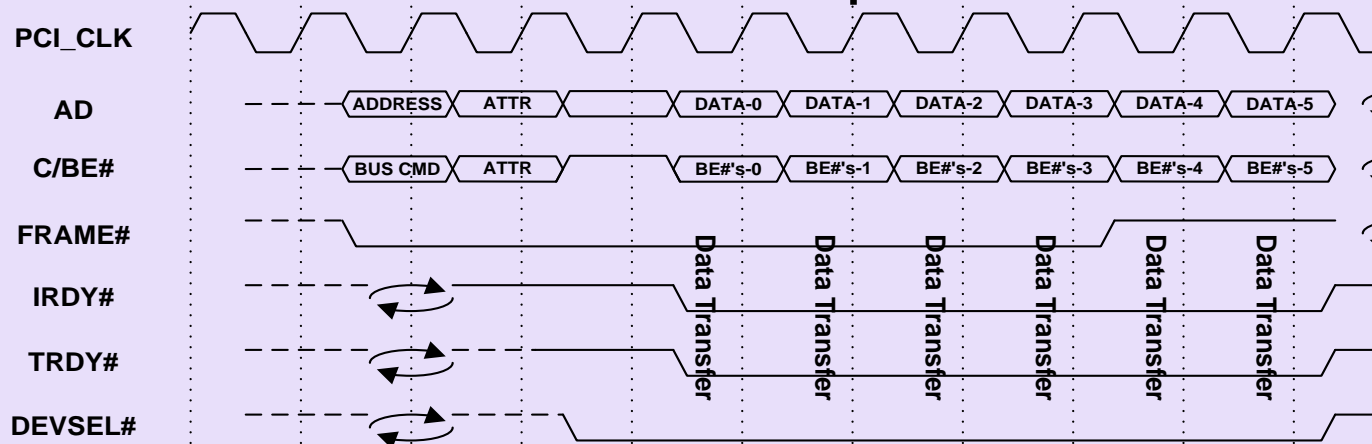 PCI_CLK
AD
ADDRESS ATTR DATA-0 DATA-1 DATA-2 DATA-3 DATA-4 DATA-5
C/BE#
BUS CMD ATTR BE#'s-0 BE#'s-1 BE#'s-2 BE#'s-3 BE#'s-4 BE#'s-5
FRAME#
IRDY#
TRDY#
DEVSEL#
Data Transfer
Data Transfer
Data Transfer
Data Transfer
Data Transfer
Data Transfer